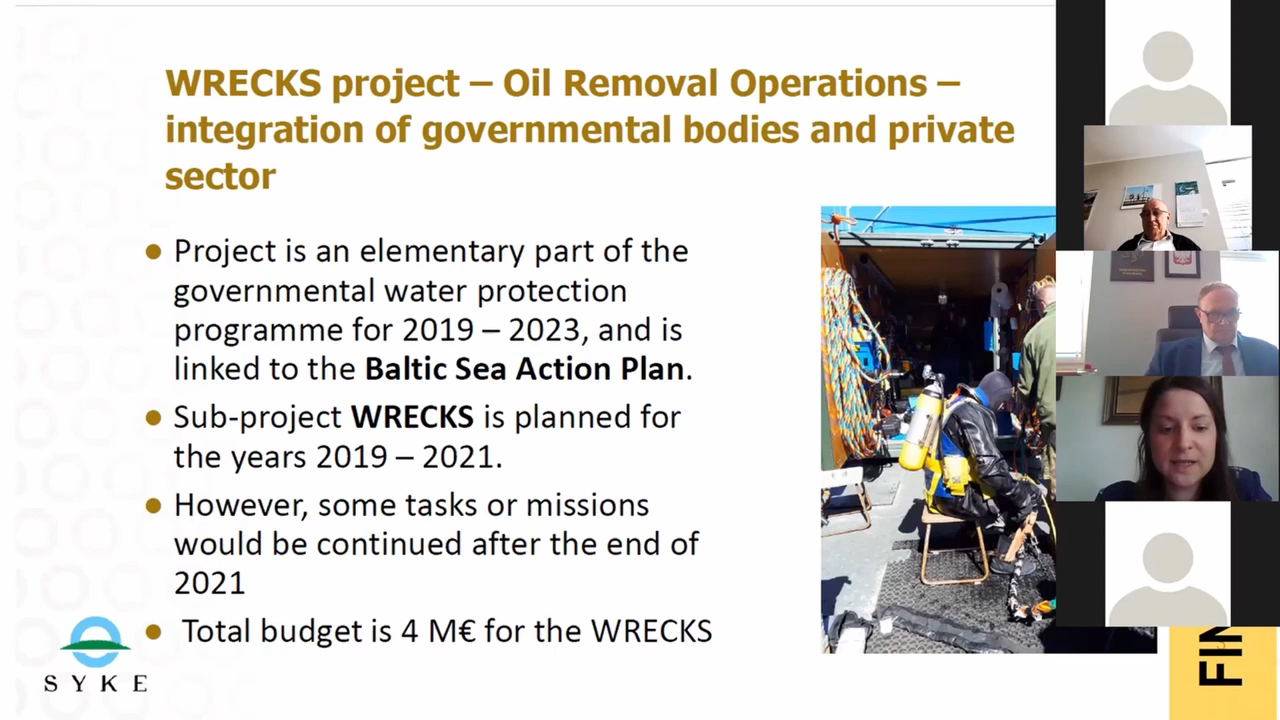 WRECKS project – Oil Removal Operations –
integration of governmental bodies and private
sector
Project is an elementary part of the
governmental water protection
programme for 2019 – 2023, and is
linked to the Baltic Sea Action Plan.
Sub-project WRECKS is planned for
the years 2019 – 2021.
However, some tasks or missions
would be continued after the end of
2021
Total budget is 4 M€ for the WRECKS
SYKE
FIN